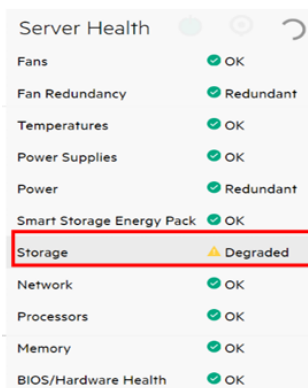 Server Health
Fans OK
Fan Redundancy Redundant
Temperatures OK
Power Supplies OK
Power Redundant
Smart Storage Energy Pack OK
Storage Degraded
Network OK
Processors OK
Memory OK
BIOS/Hardware Health OK